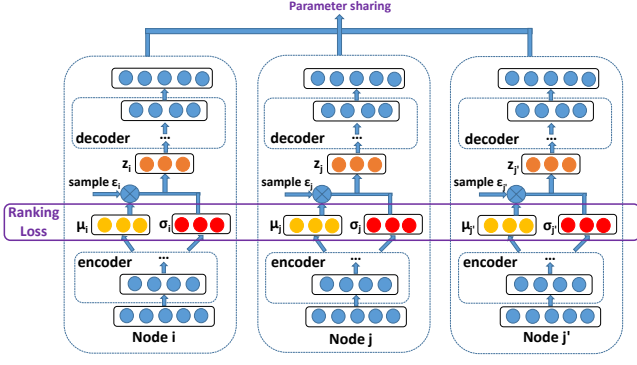 Parameter sharing
decoder
...
z_i
sample ε_i
μ_i
σ_i
encoder
...
Node i
decoder
...
z_j
sample ε_j
μ_j
σ_j
encoder
...
Node j
decoder
...
z_j'
sample ε_j'
μ_j'
σ_j'
encoder
...
Node j'
Ranking
Loss